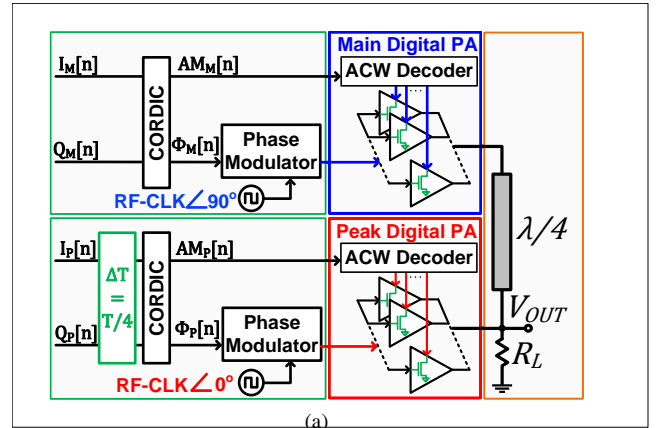 Main Digital PA
I_M[n]
AM_M[n]
ACW Decoder
...
CORDIC
Q_M[n]
Φ_M[n]
Phase
Modulator
RF-CLK∠90°
λ/4
Peak Digital PA
I_P[n]
AM_P[n]
ACW Decoder
...
ΔT
=
T/4
CORDIC
Q_P[n]
Φ_P[n]
Phase
Modulator
RF-CLK∠0°
V_OUT
R_L
(a)